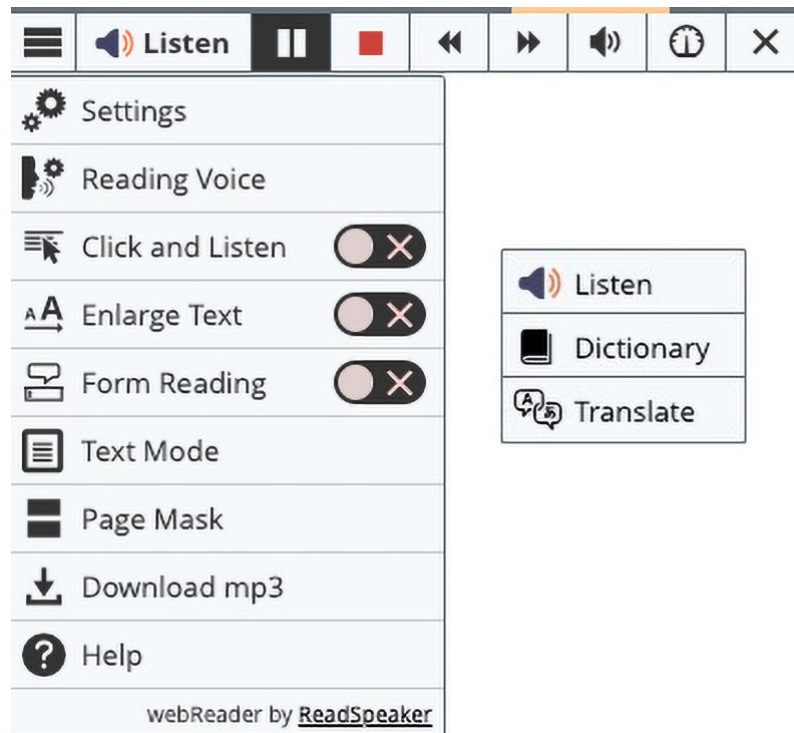 Listen
Settings
Reading Voice
Click and Listen
Enlarge Text
Form Reading
Text Mode
Page Mask
Download mp3
Help
webReader by ReadSpeaker
Listen
Dictionary
Translate